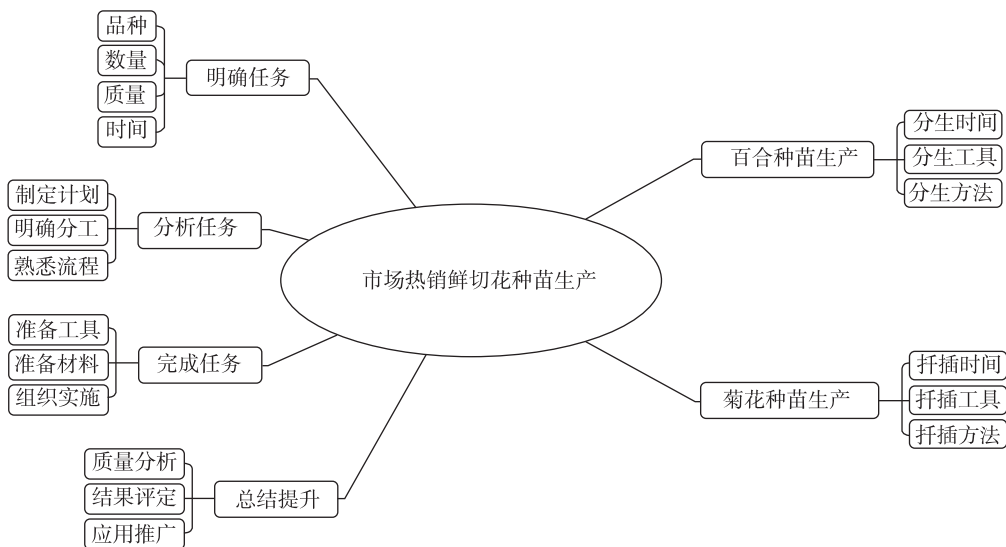 品种
数量
质量
时间
明确任务
制定计划
明确分工
熟悉流程
分析任务
准备工具
准备材料
组织实施
完成任务
质量分析
结果评定
应用推广
总结提升
市场热销鲜切花种苗生产
百合种苗生产
分生时间
分生工具
分生方法
菊花种苗生产
扦插时间
扦插工具
扦插方法